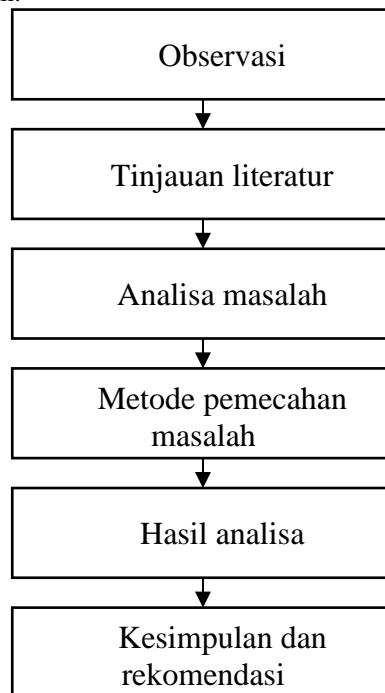 Observasi
Tinjauan literatur
Analisa masalah
Metode pemecahan
masalah
Hasil analisa
Kesimpulan dan
rekomendasi